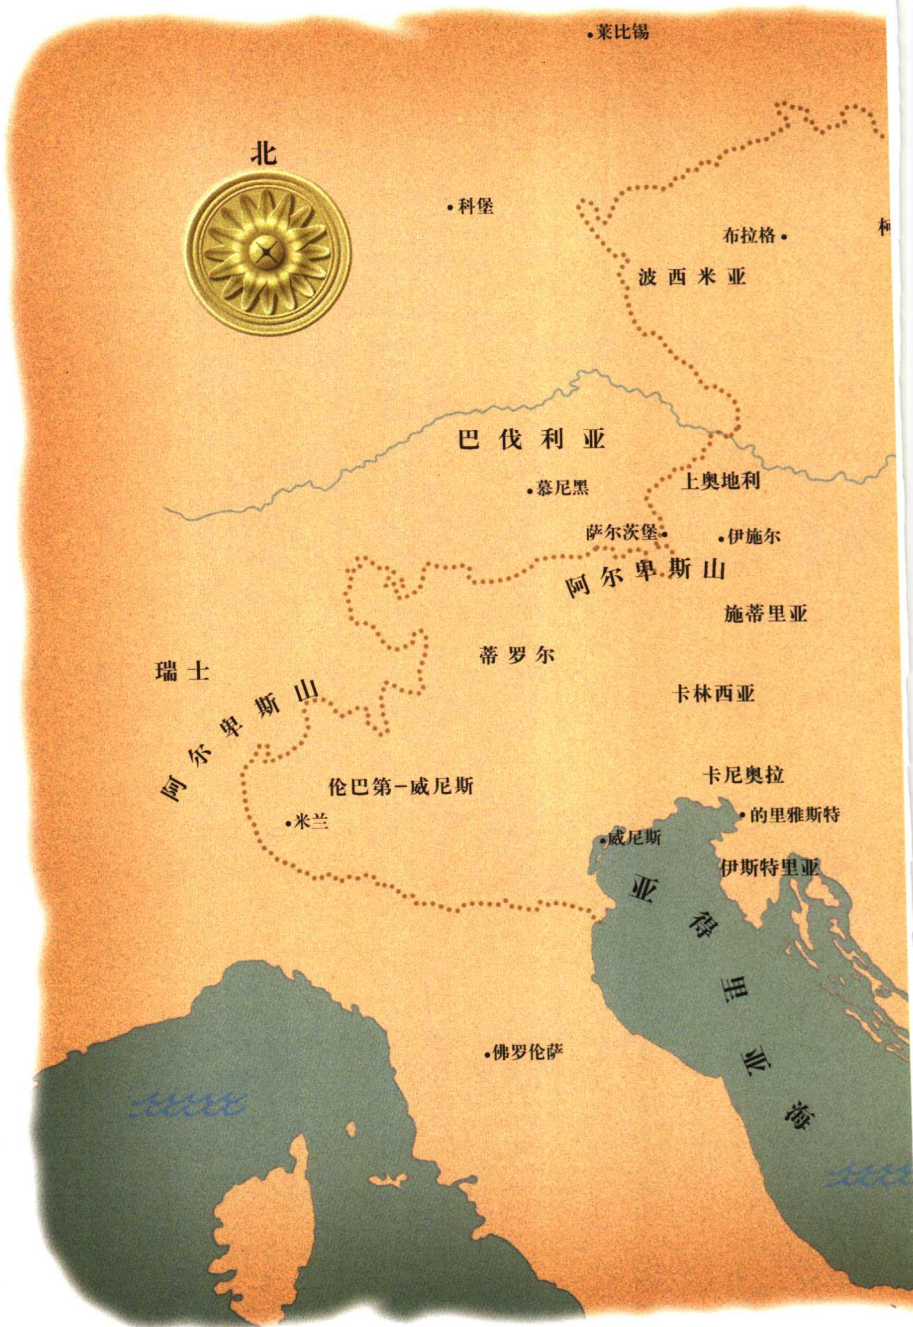 莱比锡
北
科堡
布拉格
柯
波西米亚
巴伐利亚
上奥地利
慕尼黑
萨尔茨堡
伊施尔
阿尔卑斯山
施蒂里亚
蒂罗尔
瑞士
卡林西亚
阿尔卑斯山
卡尼奥拉
伦巴第-威尼斯
的里雅斯特
米兰
威尼斯
伊斯特里亚
亚得里亚海
佛罗伦萨